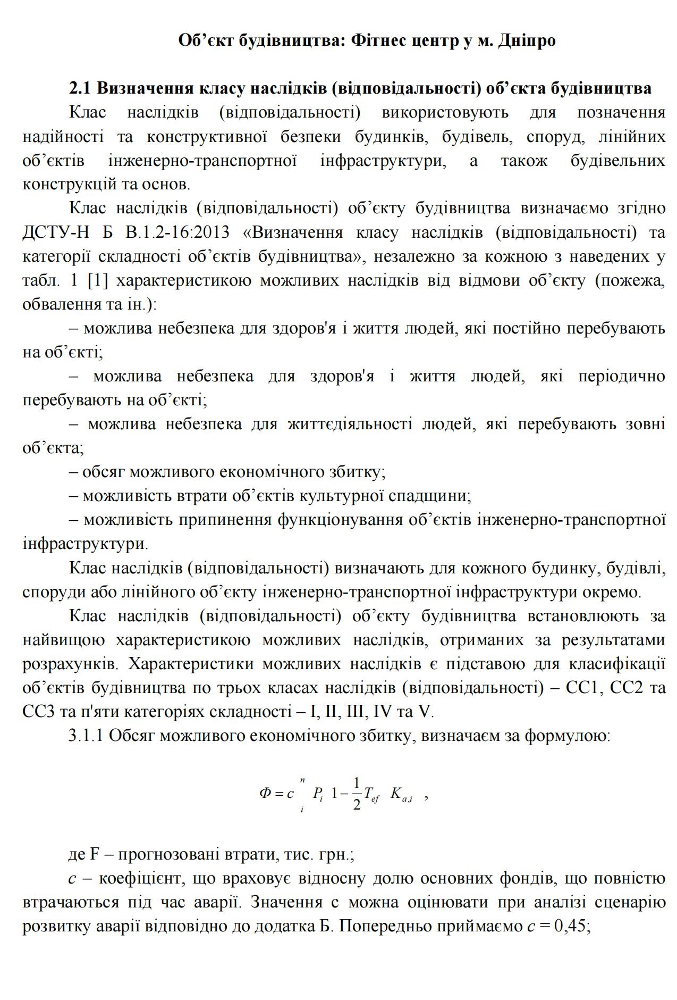 Об’єкт будівництва: Фітнес центр у м. Дніпро
2.1 Визначення класу наслідків (відповідальності) об’єкта будівництва
Клас наслідків (відповідальності) використовують для позначення
надійності та конструктивної безпеки будинків, будівель, споруд, лінійних
об’єктів інженерно-транспортної інфраструктури, а також будівельних
конструкцій та основ.
Клас наслідків (відповідальності) об’єкту будівництва визначаємо згідно
ДСТУ-Н Б В.1.2-16:2013 «Визначення класу наслідків (відповідальності) та
категорії складності об’єктів будівництва», незалежно за кожною з наведених у
табл. 1 [1] характеристикою можливих наслідків від відмови об’єкту (пожежа,
обвалення та ін.):
– можлива небезпека для здоров'я і життя людей, які постійно перебувають
на об’єкті;
– можлива небезпека для здоров'я і життя людей, які періодично
перебувають на об’єкті;
– можлива небезпека для життєдіяльності людей, які перебувають зовні
об’єкта;
– обсяг можливого економічного збитку;
– можливість втрати об’єктів культурної спадщини;
– можливість припинення функціонування об’єктів інженерно-транспортної
інфраструктури.
Клас наслідків (відповідальності) визначають для кожного будинку, будівлі,
споруди або лінійного об’єкту інженерно-транспортної інфраструктури окремо.
Клас наслідків (відповідальності) об’єкту будівництва встановлюють за
найвищою характеристикою можливих наслідків, отриманих за результатами
розрахунків. Характеристики можливих наслідків є підставою для класифікації
об’єктів будівництва по трьох класах наслідків (відповідальності) – СС1, СС2 та
СС3 та п'яти категоріях складності – I, II, III, IV та V.
3.1.1 Обсяг можливого економічного збитку, визначаєм за формулою:
Ф = c n i P_i 1 – 1/2 T_ef K_a,i ,
де F – прогнозовані втрати, тис. грн.;
c – коефіцієнт, що враховує відносну долю основних фондів, що повністю
втрачаються під час аварії. Значення с можна оцінювати при аналізі сценарію
розвитку аварії відповідно до додатка Б. Попередньо приймаємо c = 0,45;